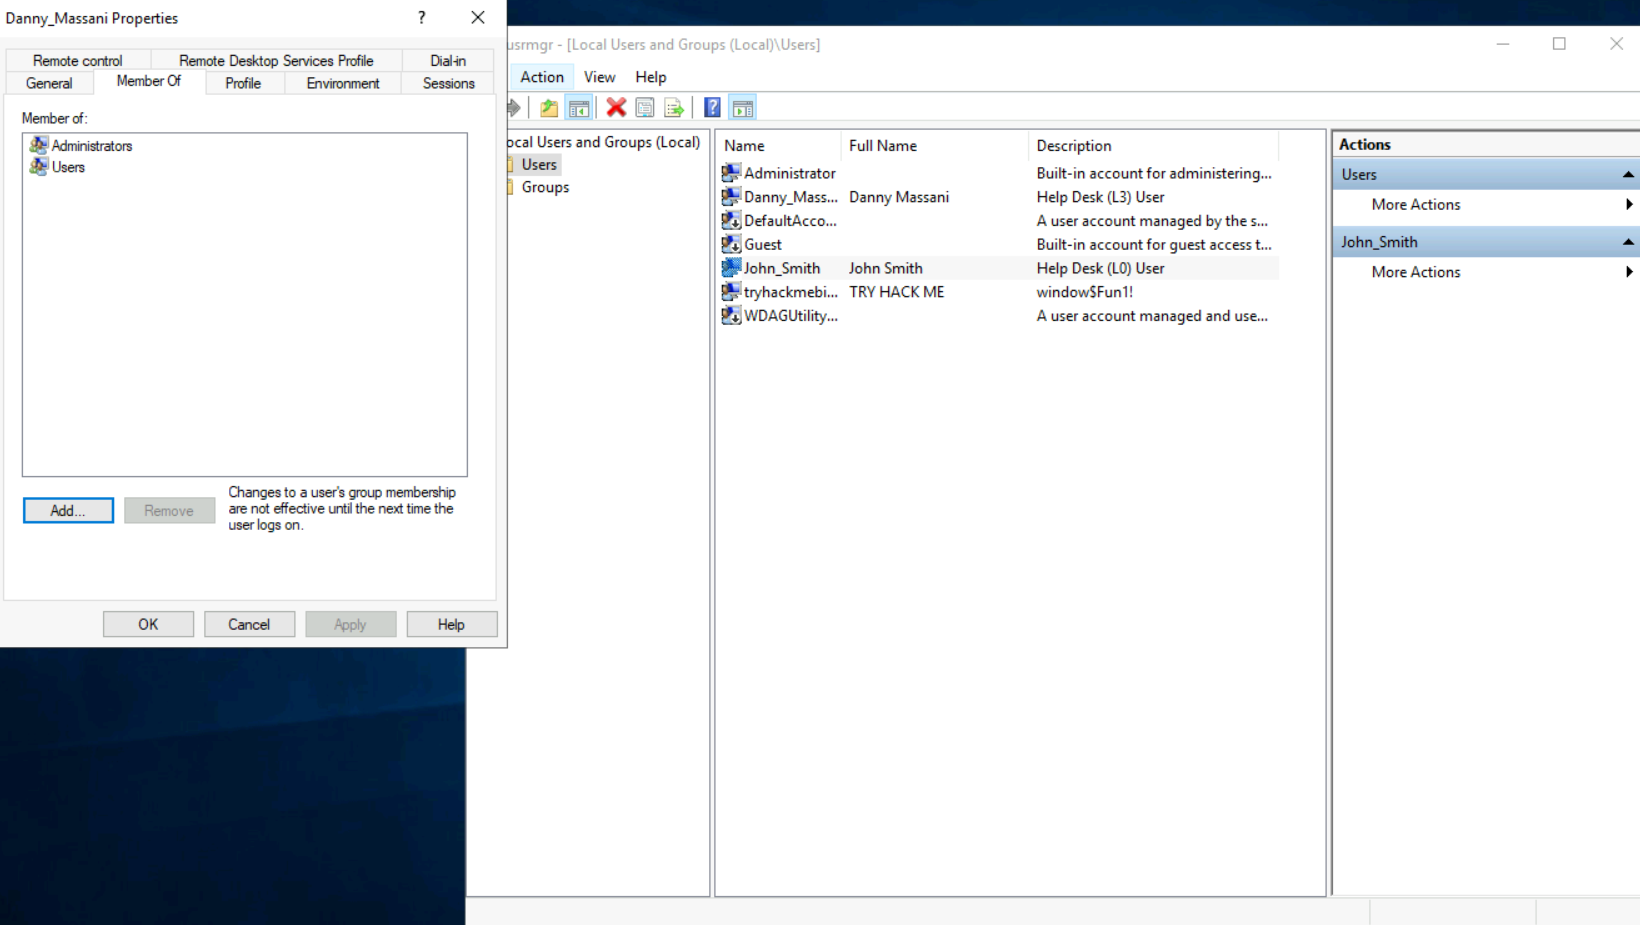 Danny_Massani Properties
?
Remote control
Remote Desktop Services Profile
Dial-in
General
Member Of
Profile
Environment
Sessions
Member of:
Administrators
Users
Add...
Remove
Changes to a user's group membership
are not effective until the next time the
user logs on.
OK
Cancel
Apply
Help
usrmgr - [Local Users and Groups (Local)\Users]
Action
View
Help
ocal Users and Groups (Local)
Users
Groups
Name
Full Name
Description
Administrator
Built-in account for administering...
Danny_Mass...
Danny Massani
Help Desk (L3) User
DefaultAcco...
A user account managed by the s...
Guest
Built-in account for guest access t...
John_Smith
John Smith
Help Desk (L0) User
tryhackmebi...
TRY HACK ME
window$Fun1!
WDAGUtility...
A user account managed and use...
Actions
Users
More Actions
John_Smith
More Actions